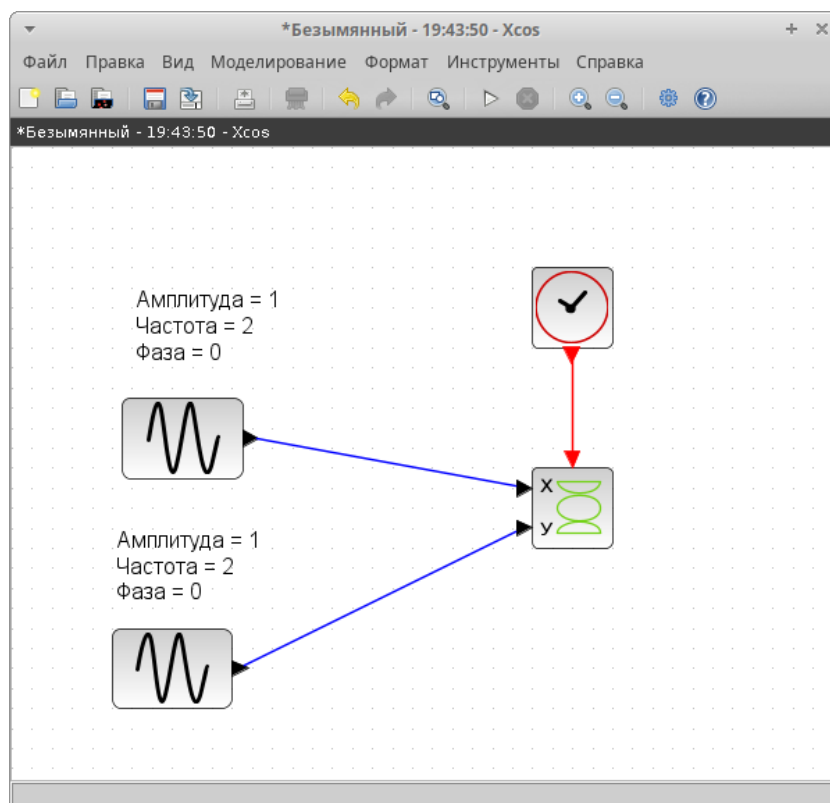 *Безымянный - 19:43:50 - Xcos
Файл Правка Вид Моделирование Формат Инструменты Справка
*Безымянный - 19:43:50 - Xcos
Амплитуда = 1
Частота = 2
Фаза = 0
X
У
Амплитуда = 1
Частота = 2
Фаза = 0